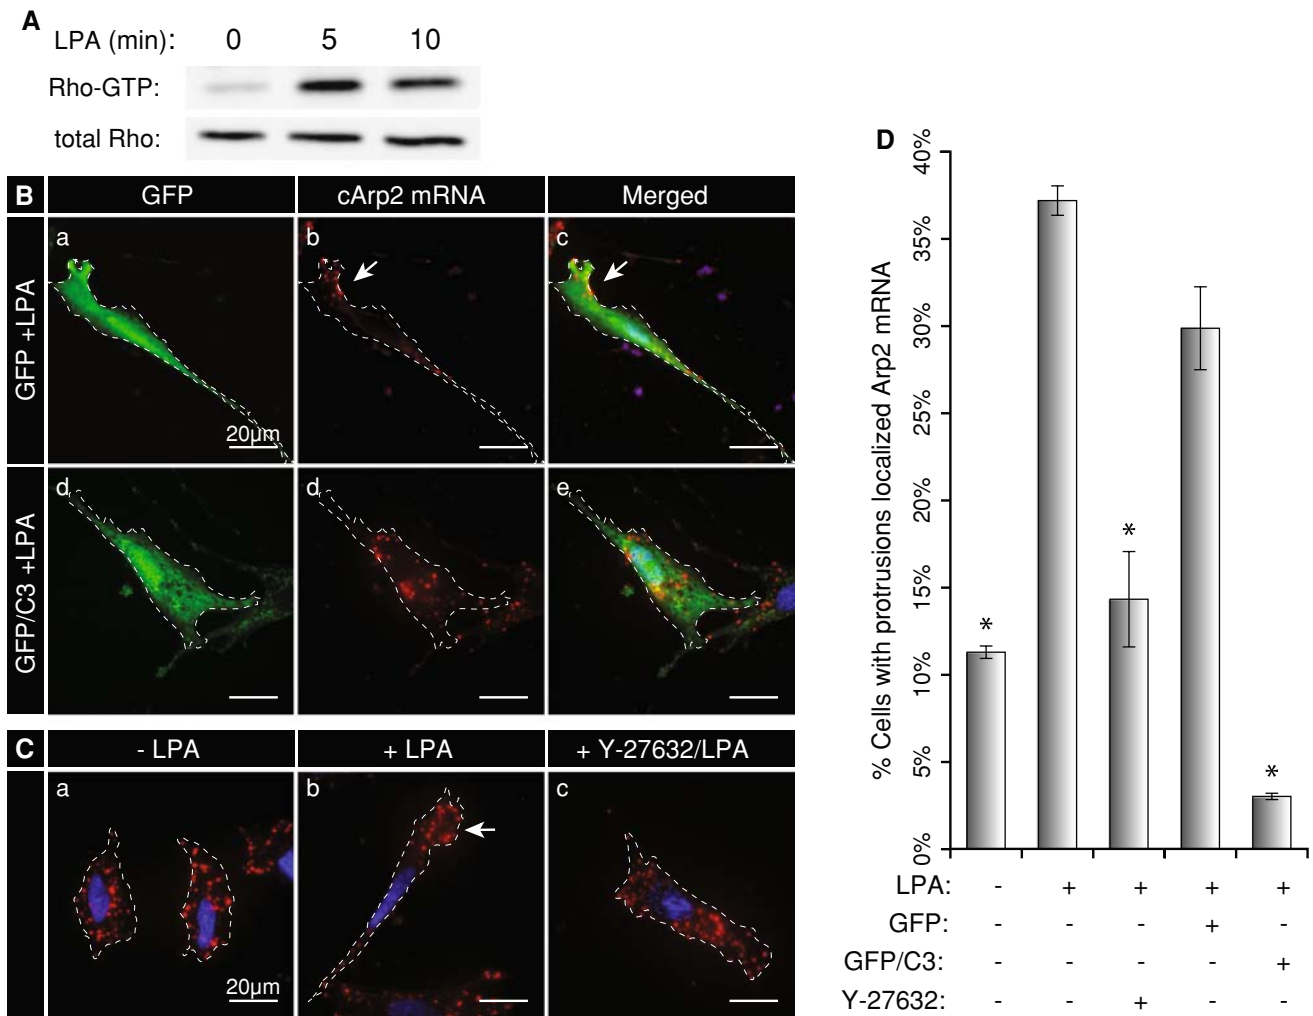 A
LPA (min): 0 5 10
Rho-GTP:
total Rho:
B GFP cArp2 mRNA Merged
GFP +LPA
a b c
20µm
GFP/C3 +LPA
d d e
C - LPA + LPA + Y-27632/LPA
a b c
20µm
D
% Cells with protrusions localized Arp2 mRNA
40%
35%
30%
25%
20%
15%
10%
5%
0%
* * *
LPA: - + + + +
GFP: - - - + -
GFP/C3: - - - - +
Y-27632: - - + - -